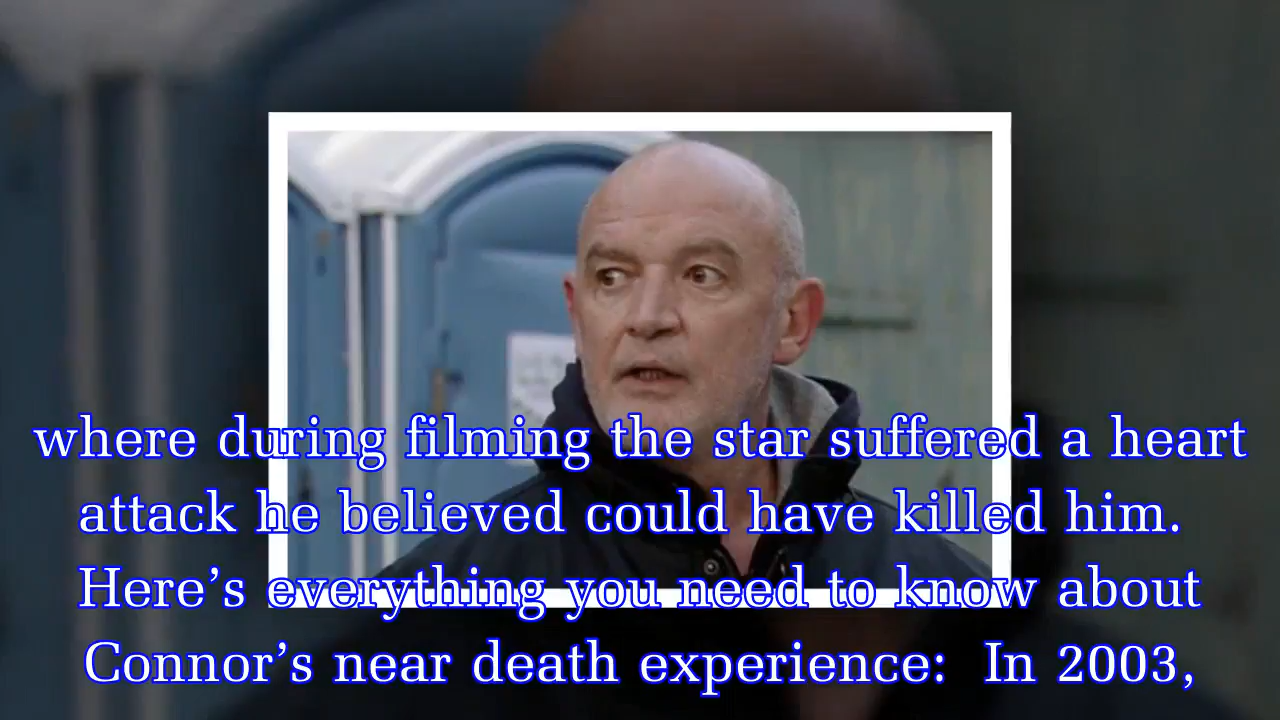 where during filming the star suffered a heart
attack he believed could have killed him.
Here’s everything you need to know about
Connor’s near death experience:  In 2003,